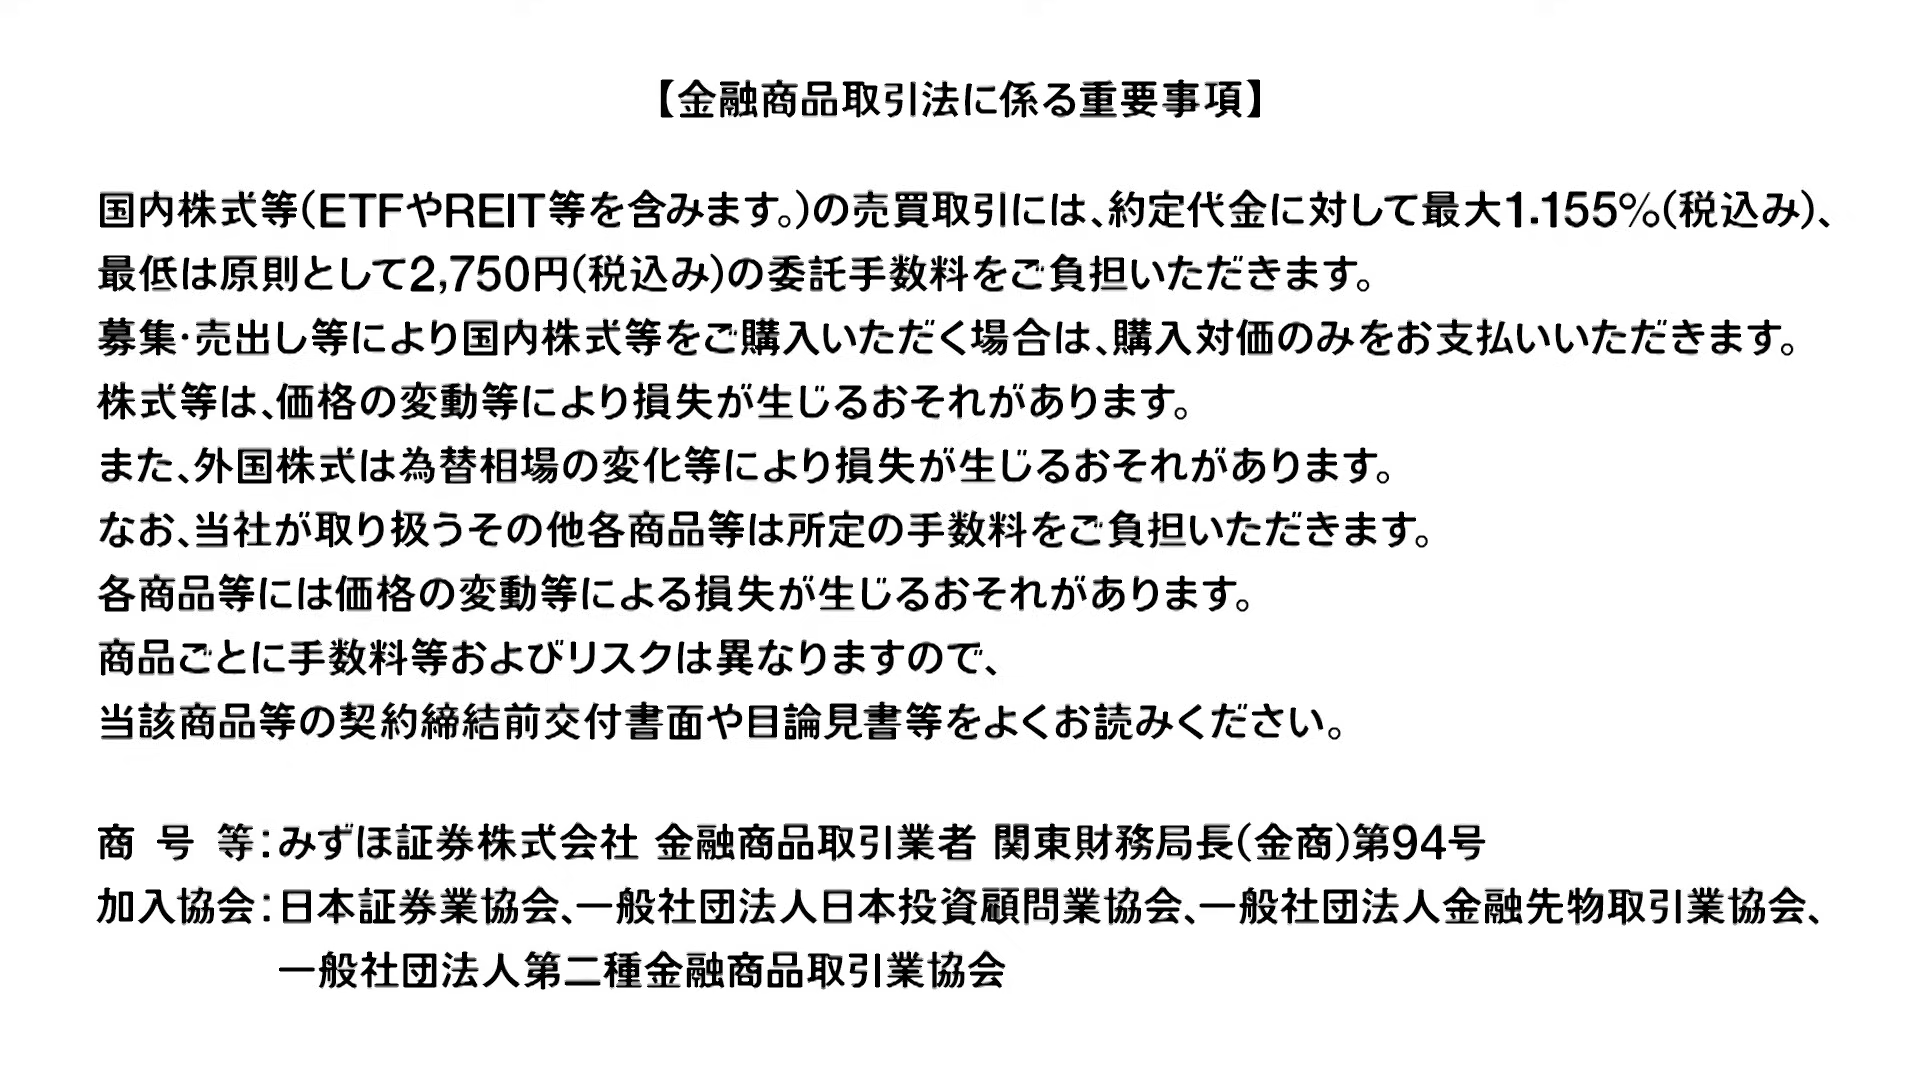 【金融商品取引法に係る重要事項】
国内株式等(ETFやREIT等を含みます。)の売買取引には、約定代金に対して最大1.155%(税込み)、
最低は原則として2,750円(税込み)の委託手数料をご負担いただきます。
募集・売出し等により国内株式等をご購入いただく場合は、購入対価のみをお支払いいただきます。
株式等は、価格の変動等により損失が生じるおそれがあります。
また、外国株式は為替相場の変化等により損失が生じるおそれがあります。
なお、当社が取り扱うその他各商品等は所定の手数料をご負担いただきます。
各商品等には価格の変動等による損失が生じるおそれがあります。
商品ごとに手数料等およびリスクは異なりますので、
当該商品等の契約締結前交付書面や目論見書等をよくお読みください。
商 号 等:みずほ証券株式会社 金融商品取引業者 関東財務局長(金商)第94号
加入協会:日本証券業協会、一般社団法人日本投資顧問業協会、一般社団法人金融先物取引業協会、
一般社団法人第二種金融商品取引業協会